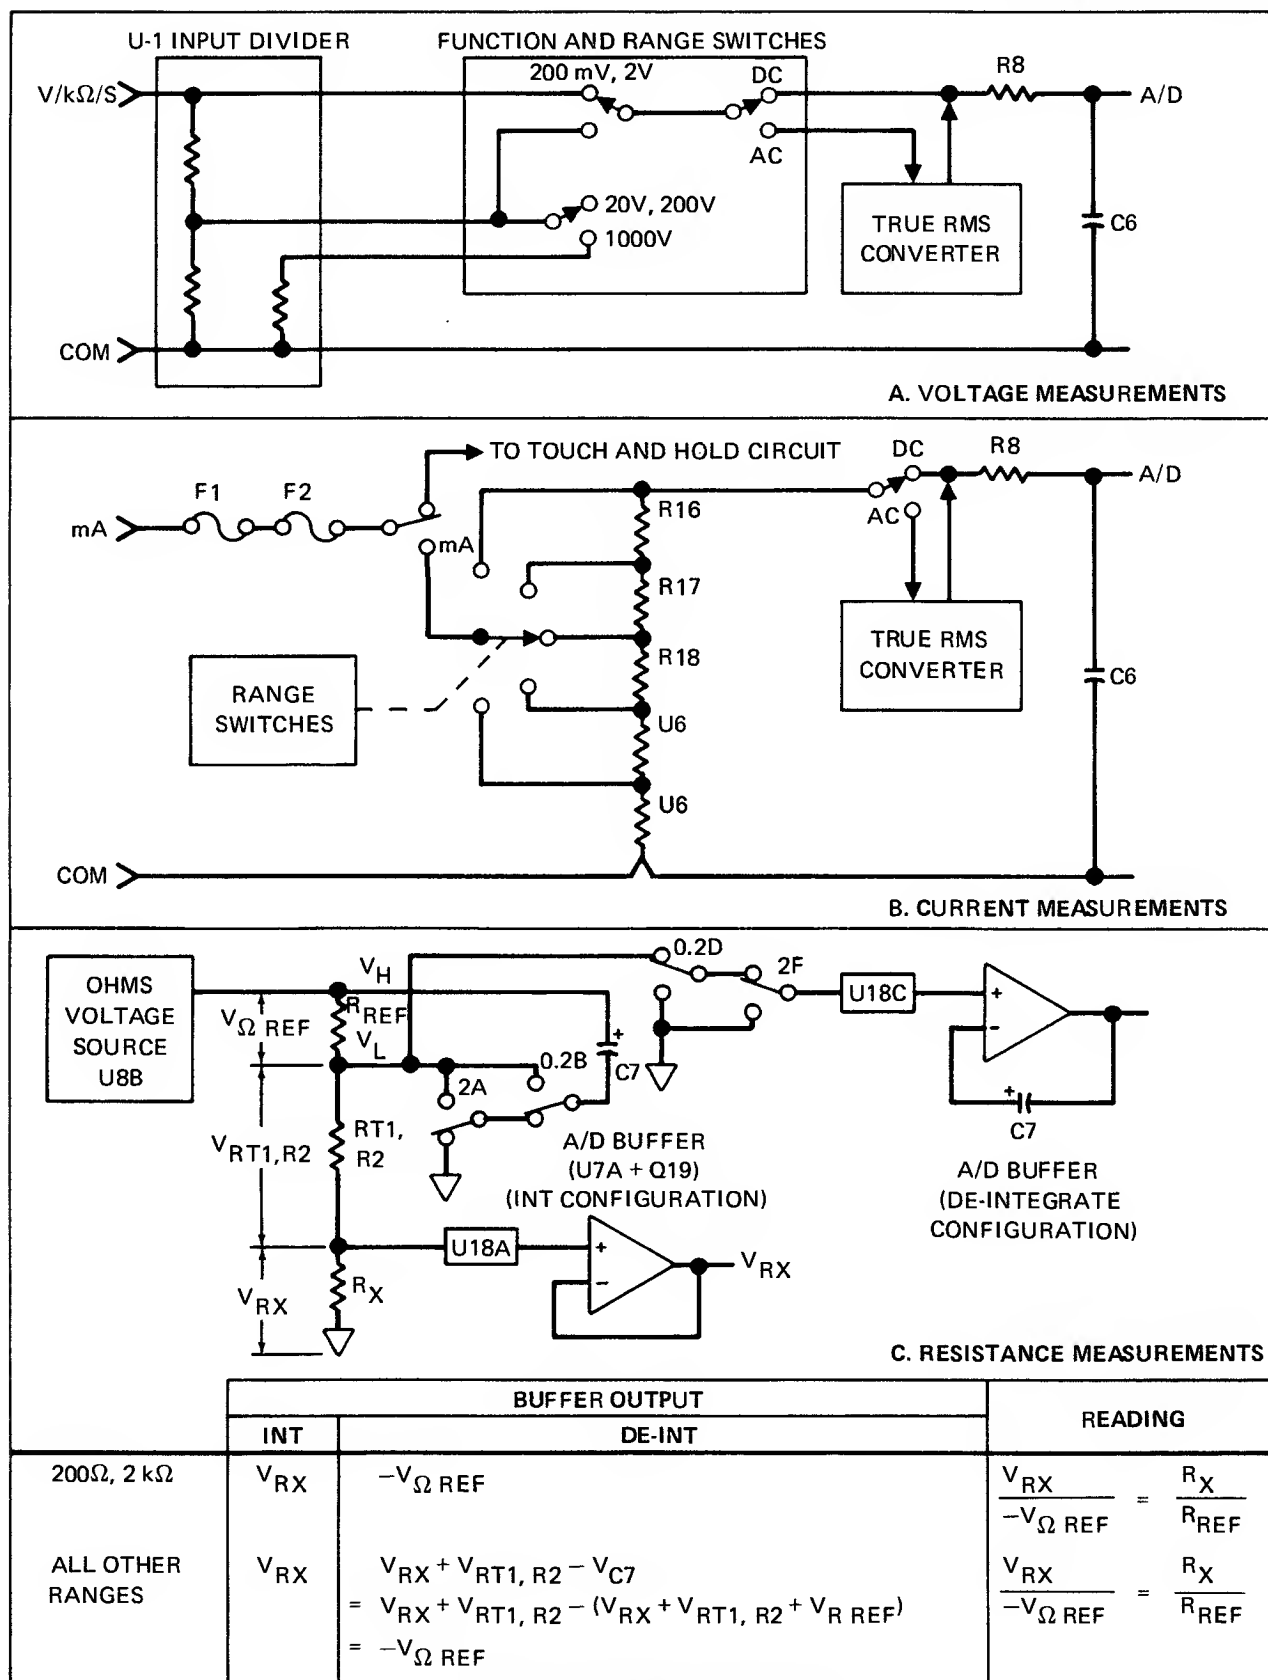 U-1 INPUT DIVIDER
FUNCTION AND RANGE SWITCHES
200 mV, 2V
DC
R8
V/kΩ/S
A/D
AC
20V, 200V
1000V
TRUE RMS
CONVERTER
C6
COM
A. VOLTAGE MEASUREMENTS
TO TOUCH AND HOLD CIRCUIT
DC
R8
A/D
F1
F2
R16
mA
mA
AC
R17
TRUE RMS
CONVERTER
R18
RANGE
SWITCHES
C6
U6
U6
COM
B. CURRENT MEASUREMENTS
OHMS
VOLTAGE
SOURCE
U8B
VH
0.2D
2F
U18C
RREF
VΩ REF
VL
+
−
0.2B
2A
+
C7
+
C7
VRT1, R2
RT1,
R2
A/D BUFFER
(U7A + Q19)
(INT CONFIGURATION)
A/D BUFFER
(DE-INTEGRATE
CONFIGURATION)
U18A
+
−
VRX
VRX
RX
C. RESISTANCE MEASUREMENTS
BUFFER OUTPUT
READING
INT
DE-INT
200Ω, 2 kΩ
VRX
−VΩ REF
VRX / −VΩ REF = RX / RREF
ALL OTHER
RANGES
VRX
VRX + VRT1, R2 − VC7
= VRX + VRT1, R2 − (VRX + VRT1, R2 + VR REF)
= −VΩ REF
VRX / −VΩ REF = RX / RREF